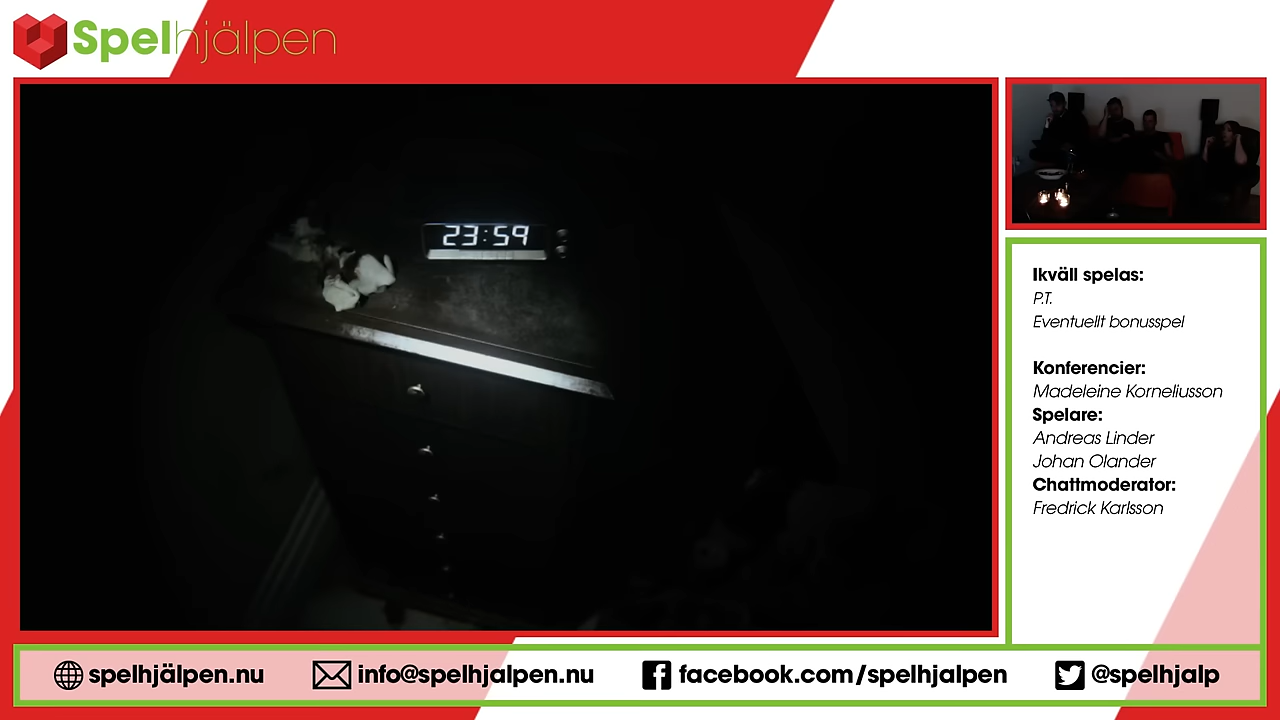 Spelhjälpen
23:59
Ikväll spelas:
P.T.
Eventuellt bonusspel
Konferencier:
Madeleine Korneliusson
Spelare:
Andreas Linder
Johan Olander
Chattmoderator:
Fredrick Karlsson
spelhjälpen.nu
info@spelhjalpen.nu
facebook.com/spelhjalpen
@spelhjalp